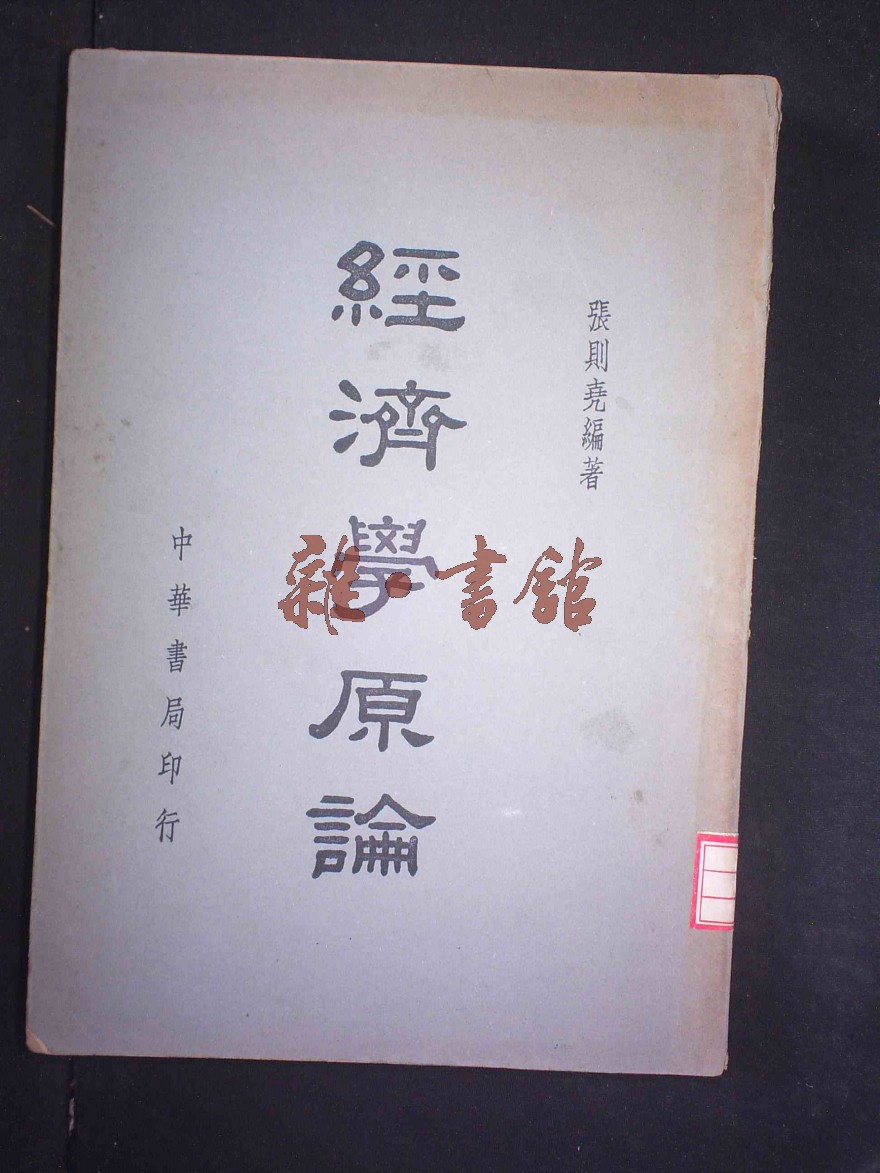 張則堯編著
經濟學原論
中華書局印行
雜·書館